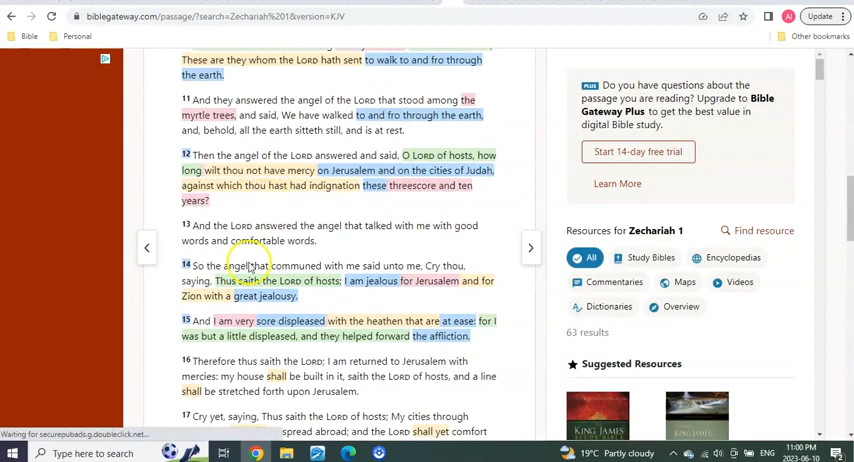 biblegateway.com/passage/?search=Zechariah%201&version=KJV
AI
Update
Bible
Personal
Other bookmarks
These are they whom the LORD hath sent to walk to and fro through
the earth.
11 And they answered the angel of the LORD that stood among the
myrtle trees, and said, We have walked to and fro through the earth,
and, behold, all the earth sitteth still, and is at rest.
12 Then the angel of the LORD answered and said, O LORD of hosts, how
long wilt thou not have mercy on Jerusalem and on the cities of Judah,
against which thou hast had indignation these threescore and ten
years?
13 And the LORD answered the angel that talked with me with good
words and comfortable words.
14 So the angel that communed with me said unto me, Cry thou,
saying, Thus saith the LORD of hosts; I am jealous for Jerusalem and for
Zion with a great jealousy.
15 And I am very sore displeased with the heathen that are at ease: for I
was but a little displeased, and they helped forward the affliction.
16 Therefore thus saith the LORD; I am returned to Jerusalem with
mercies: my house shall be built in it, saith the LORD of hosts, and a line
shall be stretched forth upon Jerusalem.
17 Cry yet, saying, Thus saith the LORD of hosts; My cities through
spread abroad; and the LORD shall yet comfort
PLUS Do you have questions about the
passage you are reading? Upgrade to Bible
Gateway Plus to get the best value in
digital Bible study.
Start 14-day free trial
Learn More
Resources for Zechariah 1
Find resource
All
Study Bibles
Encyclopedias
Commentaries
Maps
Videos
Dictionaries
Overview
63 results
Suggested Resources
KING JAMES
Waiting for securepubads.g.doubleclick.net...
Type here to search
19°C Partly cloudy
ENG
11:00 PM
2023-06-10
2